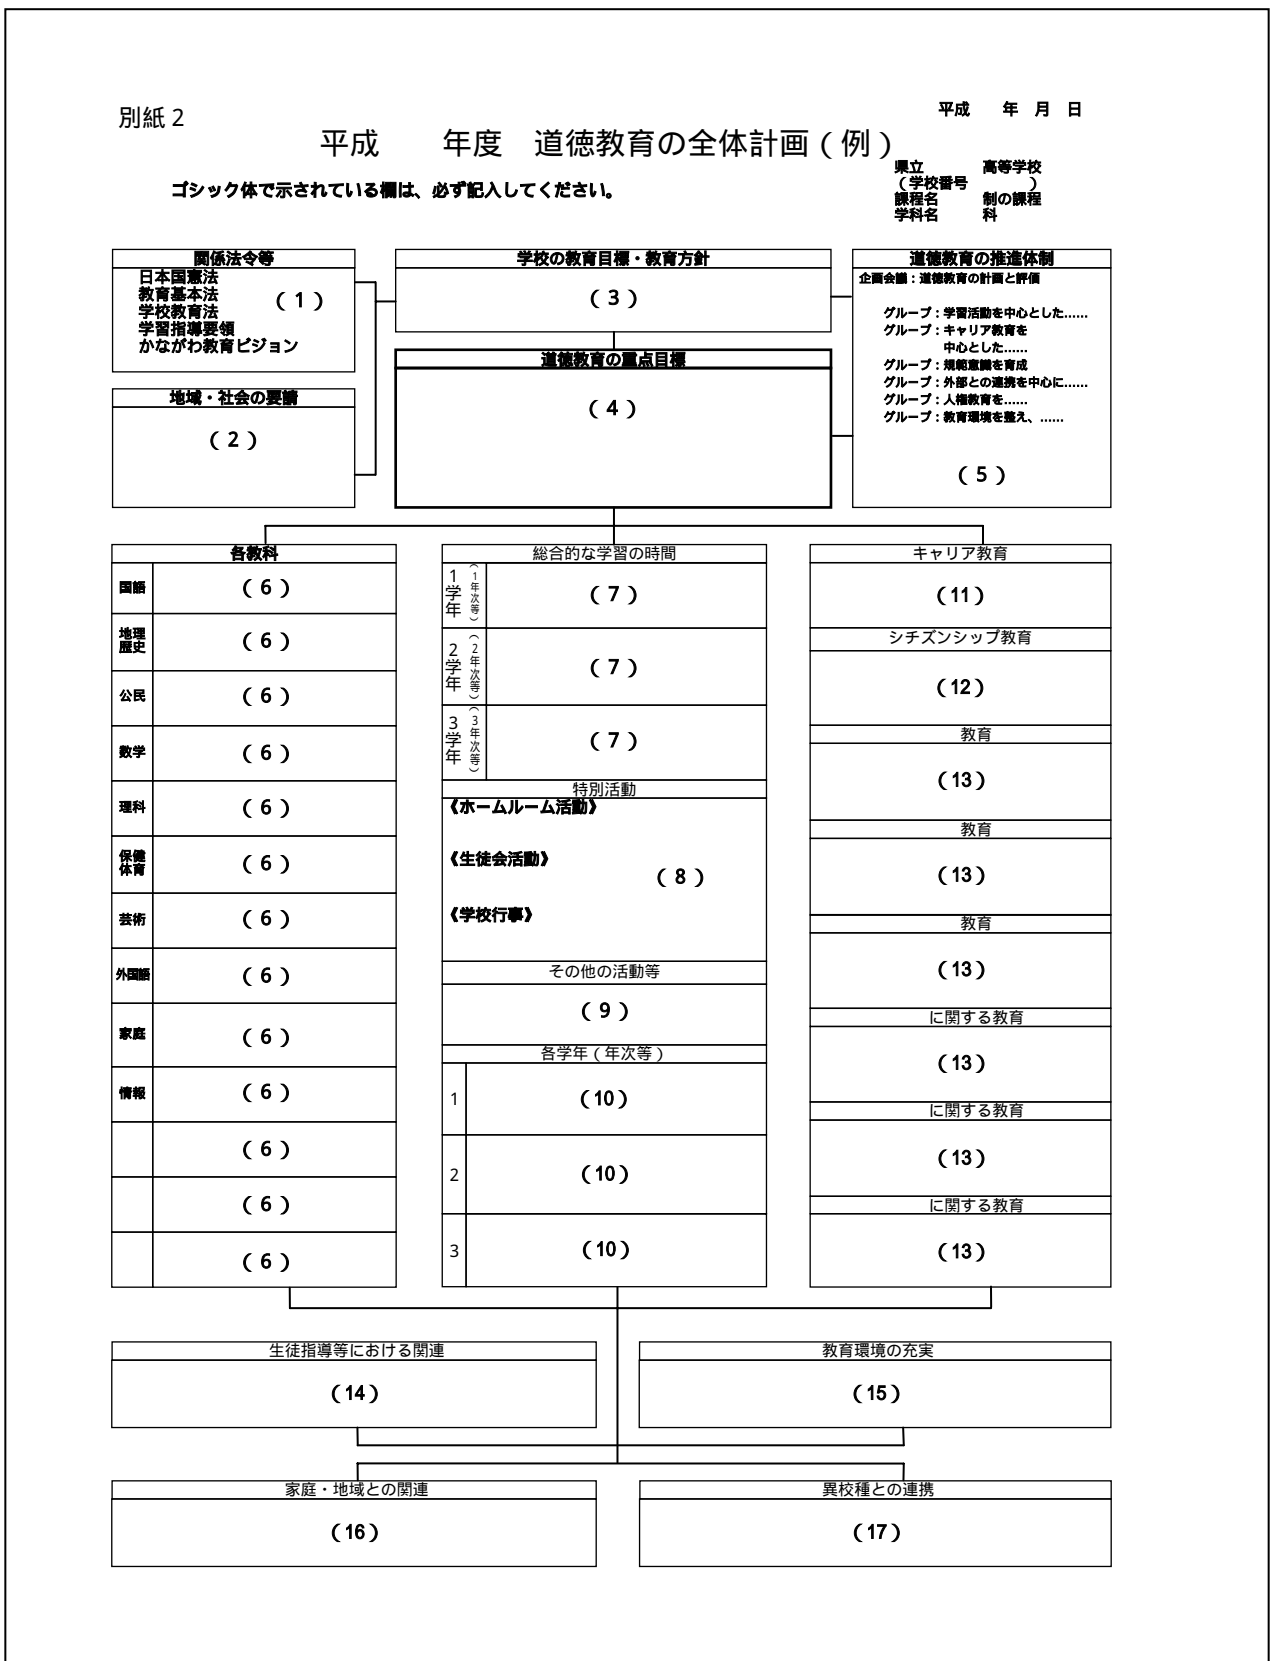 別紙2
平成　　年　月　日
平成　　年度　道徳教育の全体計画(例)
県立　　　高等学校
(学校番号　　　　)
課程名　　制の課程
学科名　　科
ゴシック体で示されている欄は、必ず記入してください。
関係法令等
日本国憲法
教育基本法
学校教育法
学習指導要領
かながわ教育ビジョン
(1)
地域・社会の要請
(2)
学校の教育目標・教育方針
(3)
道徳教育の重点目標
(4)
道徳教育の推進体制
企画会議:道徳教育の計画と評価
グループ:学習活動を中心とした……
グループ:キャリア教育を
中心とした……
グループ:規範意識を育成
グループ:外部との連携を中心に……
グループ:人権教育を……
グループ:教育環境を整え、……
(5)
各教科
国語 (6)
地理
歴史 (6)
公民 (6)
数学 (6)
理科 (6)
保健
体育 (6)
芸術 (6)
外国語 (6)
家庭 (6)
情報 (6)
(6)
(6)
(6)
総合的な学習の時間
1学年(1年次等) (7)
2学年(2年次等) (7)
3学年(3年次等) (7)
特別活動
《ホームルーム活動》
《生徒会活動》
(8)
《学校行事》
その他の活動等
(9)
各学年(年次等)
1 (10)
2 (10)
3 (10)
キャリア教育
(11)
シチズンシップ教育
(12)
教育
(13)
教育
(13)
教育
(13)
に関する教育
(13)
に関する教育
(13)
に関する教育
(13)
生徒指導等における関連
(14)
教育環境の充実
(15)
家庭・地域との関連
(16)
異校種との連携
(17)